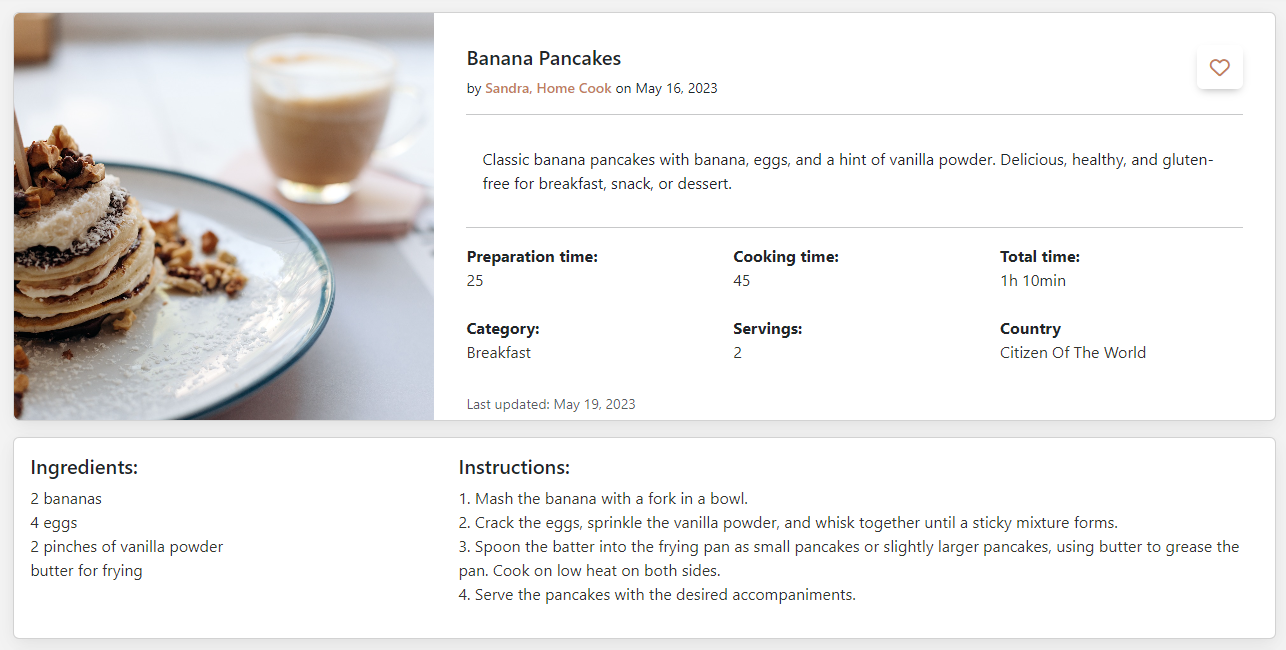 Banana Pancakes
by Sandra, Home Cook on May 16, 2023
Classic banana pancakes with banana, eggs, and a hint of vanilla powder. Delicious, healthy, and gluten-
free for breakfast, snack, or dessert.
Preparation time:
25
Cooking time:
45
Total time:
1h 10min
Category:
Breakfast
Servings:
2
Country
Citizen Of The World
Last updated: May 19, 2023
Ingredients:
2 bananas
4 eggs
2 pinches of vanilla powder
butter for frying
Instructions:
1. Mash the banana with a fork in a bowl.
2. Crack the eggs, sprinkle the vanilla powder, and whisk together until a sticky mixture forms.
3. Spoon the batter into the frying pan as small pancakes or slightly larger pancakes, using butter to grease the
pan. Cook on low heat on both sides.
4. Serve the pancakes with the desired accompaniments.